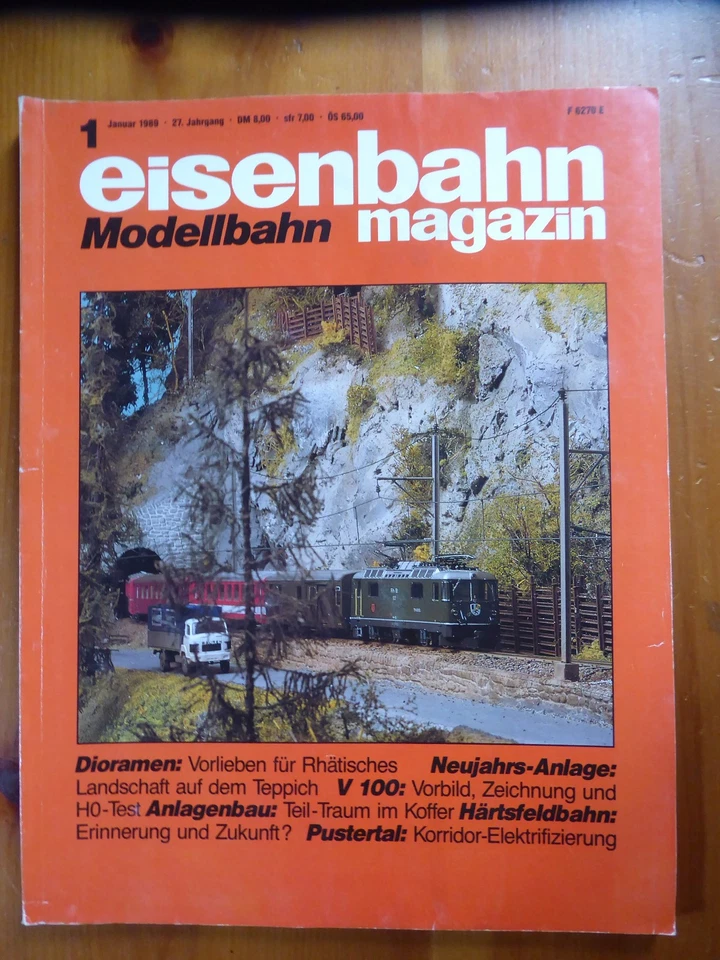 1 Januar 1989 · 27. Jahrgang · DM 8,00 · sfr 7,00 · ÖS 65,00
F 6270 E
eisenbahn
Modellbahn magazin
Dioramen: Vorlieben für Rhätisches Neujahrs-Anlage:
Landschaft auf dem Teppich V 100: Vorbild, Zeichnung und
H0-Test Anlagenbau: Teil-Traum im Koffer Härtsfeldbahn:
Erinnerung und Zukunft? Pustertal: Korridor-Elektrifizierung